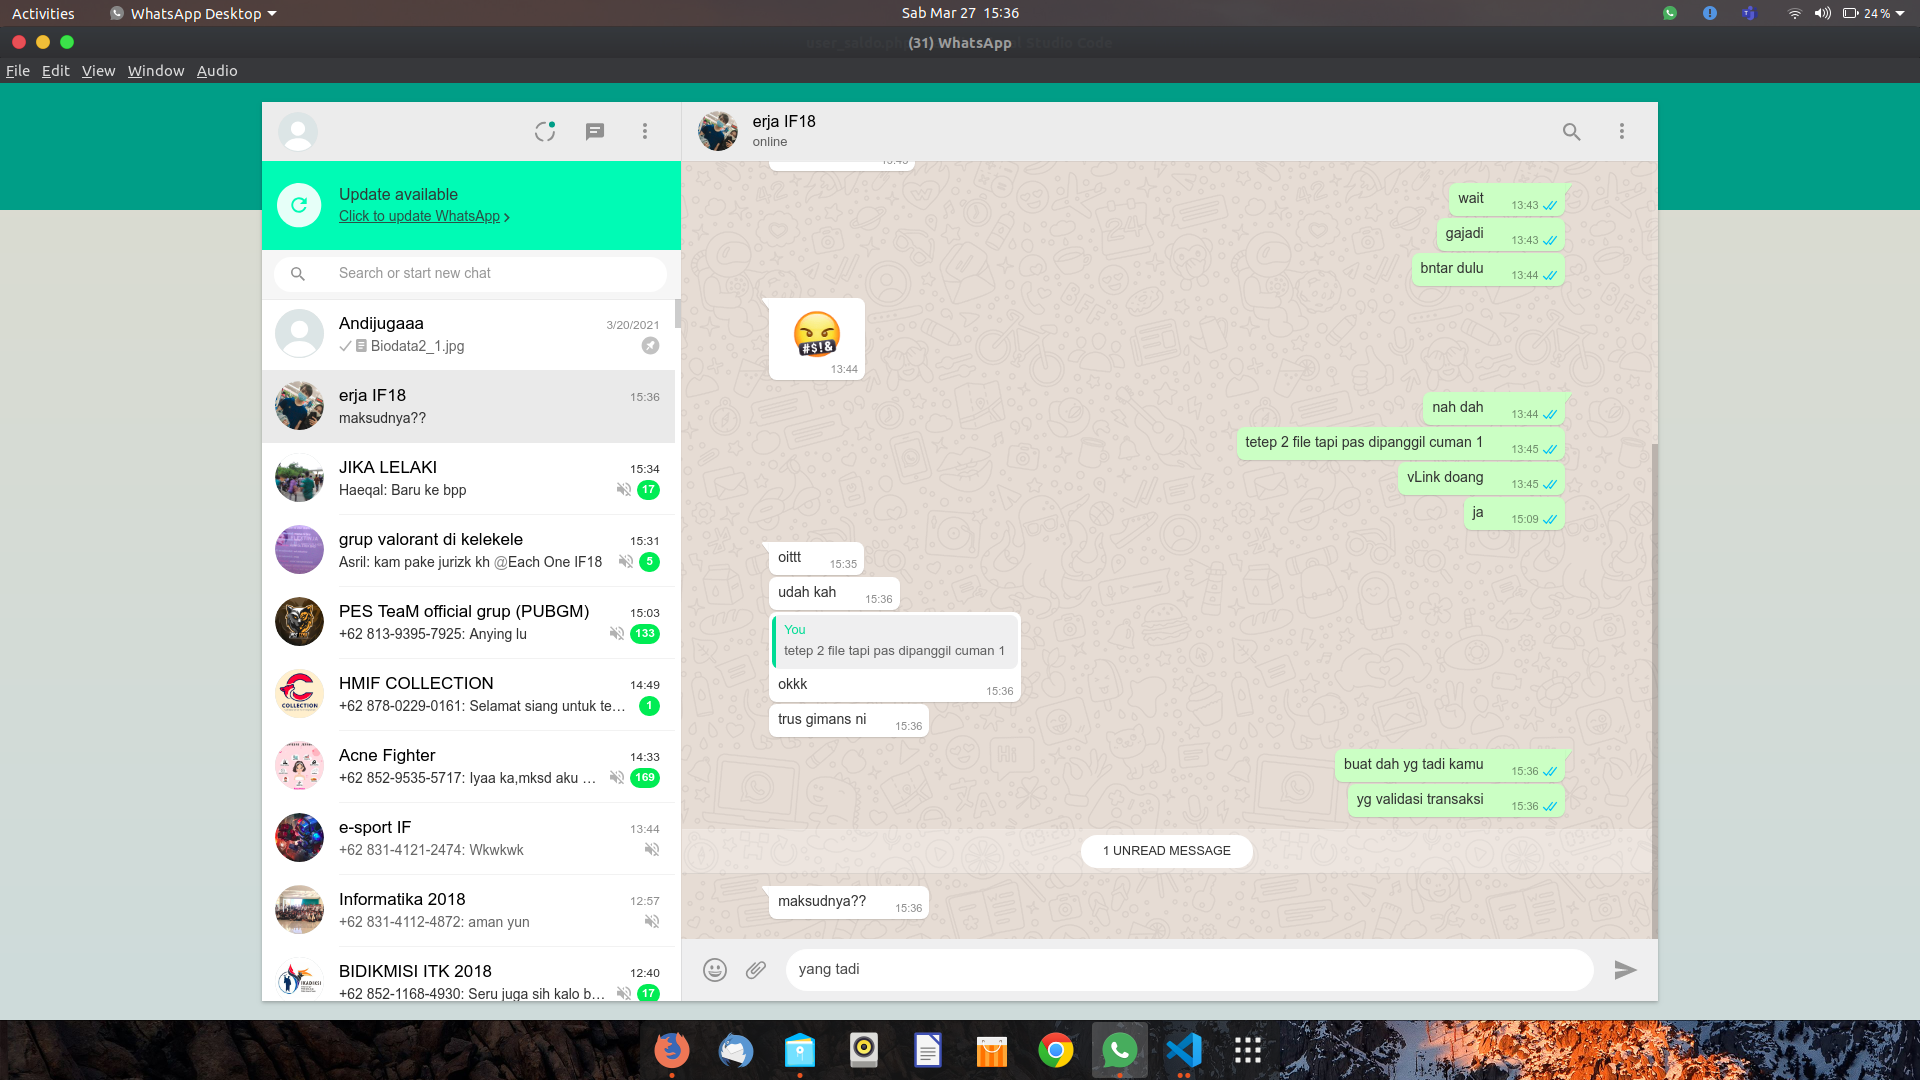 Activities
WhatsApp Desktop
Sab Mar 27 15:36
24 %
(31) WhatsApp
File Edit View Window Audio
Update available
Click to update WhatsApp
Search or start new chat
Andijugaaa 3/20/2021
Biodata2_1.jpg
erja IF18 15:36
maksudnya??
JIKA LELAKI 15:34
Haeqal: Baru ke bpp 17
grup valorant di kelekele 15:31
Asril: kam pake jurizk kh @Each One IF18 5
PES TeaM official grup (PUBGM) 15:03
+62 813-9395-7925: Anying lu 133
HMIF COLLECTION 14:49
+62 878-0229-0161: Selamat siang untuk te… 1
Acne Fighter 14:33
+62 852-9535-5717: Iyaa ka,mksd aku … 169
e-sport IF 13:44
+62 831-4121-2474: Wkwkwk
Informatika 2018 12:57
+62 831-4112-4872: aman yun
BIDIKMISI ITK 2018 12:40
+62 852-1168-4930: Seru juga sih kalo b… 17
erja IF18
online
wait 13:43
gajadi 13:43
bntar dulu 13:44
#$!&
13:44
nah dah 13:44
tetep 2 file tapi pas dipanggil cuman 1 13:45
vLink doang 13:45
ja 15:09
oittt 15:35
udah kah 15:36
You
tetep 2 file tapi pas dipanggil cuman 1
okkk 15:36
trus gimans ni 15:36
buat dah yg tadi kamu 15:36
yg validasi transaksi 15:36
1 UNREAD MESSAGE
maksudnya?? 15:36
yang tadi